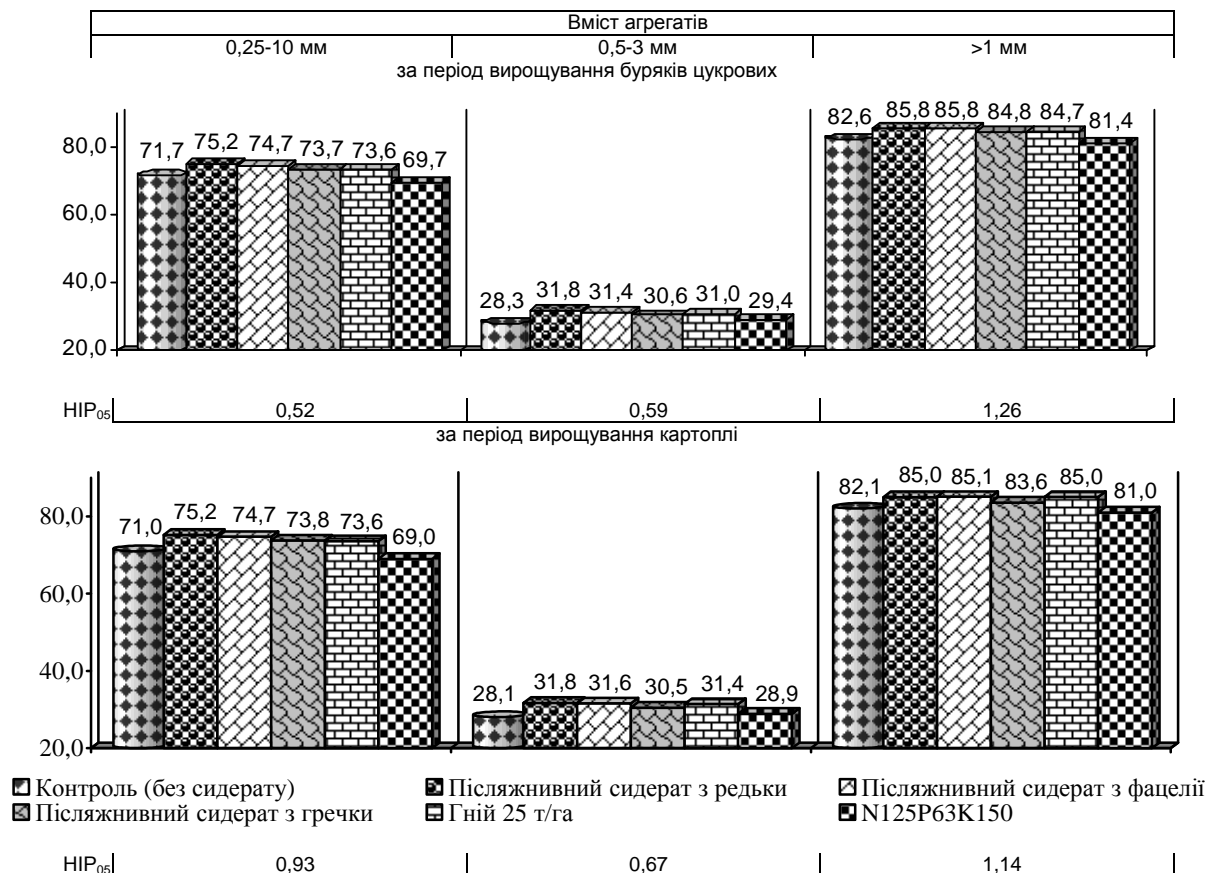 Вміст агрегатів
0,25-10 мм 0,5-3 мм >1 мм
за період вирощування буряків цукрових
82,6 85,8 85,8 84,8 84,7 81,4
71,7 75,2 74,7 73,7 73,6 69,7
28,3 31,8 31,4 30,6 31,0 29,4
80,0
60,0
40,0
20,0
НІР05 0,52 0,59 1,26
за період вирощування картоплі
82,1 85,0 85,1 83,6 85,0 81,0
71,0 75,2 74,7 73,8 73,6 69,0
28,1 31,8 31,6 30,5 31,4 28,9
80,0
60,0
40,0
20,0
Контроль (без сидерату) Післяжнивний сидерат з редьки Післяжнивний сидерат з фацелії
Післяжнивний сидерат з гречки Гній 25 т/га N125P63K150
НІР05 0,93 0,67 1,14